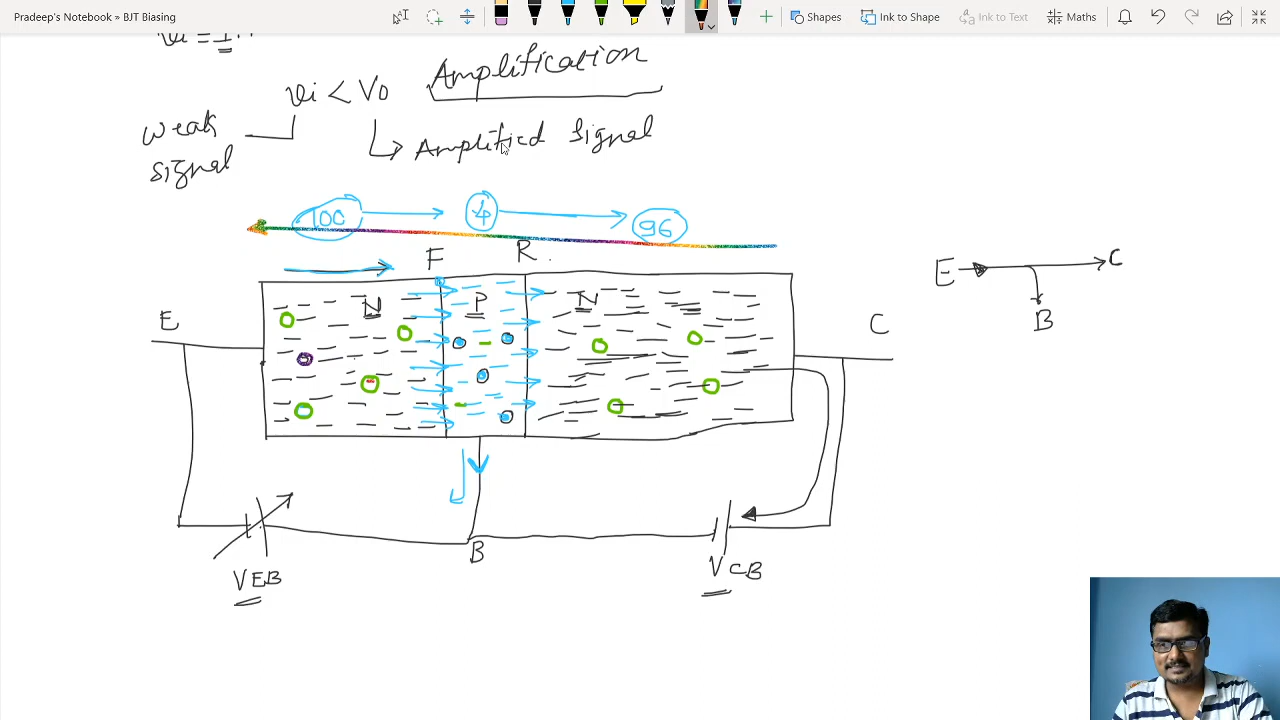 Pradeep's Notebook » BJT Biasing
Shapes
Ink to Shape
Ink to Text
Maths
Vi =
Amplification
Vi < Vo
weak
signal
Amplified signal
100
4
96
F
R.
E
N
P
N
C
E
C
B
B
VEB
VCB